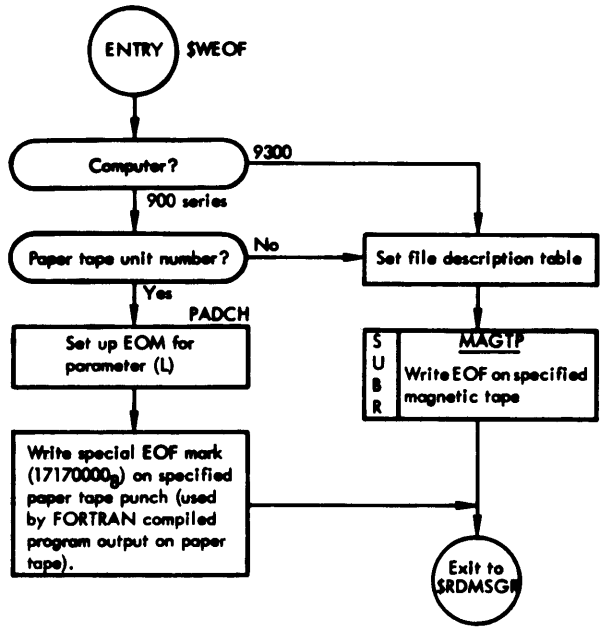 ENTRY $WEOF
Computer?
9300
900 series
Paper tape unit number?
No
Set file description table
Yes
PADCH
Set up EOM for
parameter (L)
SUBR
MAGTP
Write EOF on specified
magnetic tape
Write special EOF mark
(17170000₈) on specified
paper tape punch (used
by FORTRAN compiled
program output on paper
tape).
Exit to
$RDMSGR